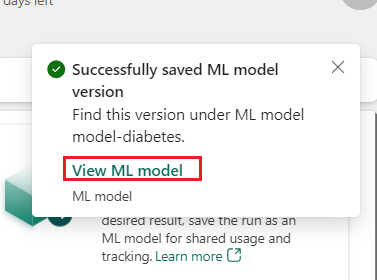 days left
Successfully saved ML model
version
Find this version under ML model
model-diabetes.
View ML model
ML model
desired result, save the run as an
ML model for shared usage and
tracking. Learn more